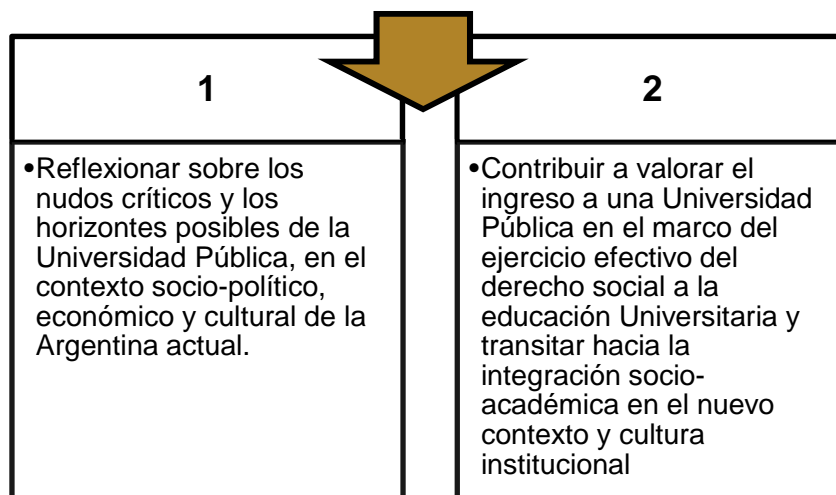 1
•Reflexionar sobre los
nudos críticos y los
horizontes posibles de la
Universidad Pública, en el
contexto socio-político,
económico y cultural de la
Argentina actual.
2
•Contribuir a valorar el
ingreso a una Universidad
Pública en el marco del
ejercicio efectivo del
derecho social a la
educación Universitaria y
transitar hacia la
integración socio-
académica en el nuevo
contexto y cultura
institucional